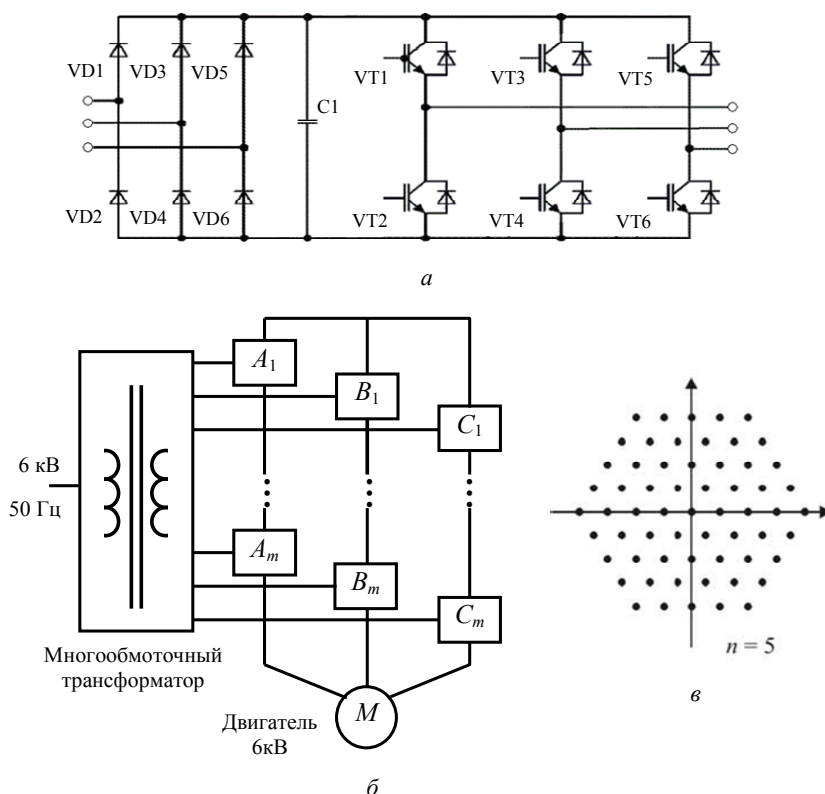 VD1 VD3 VD5
C1
VT1 VT3 VT5
VD2 VD4 VD6
VT2 VT4 VT6
а
A1
B1
C1
6 кВ
50 Гц
Am
Bm
Cm
Многообмоточный
трансформатор
M
Двигатель
6кВ
б
n = 5
в